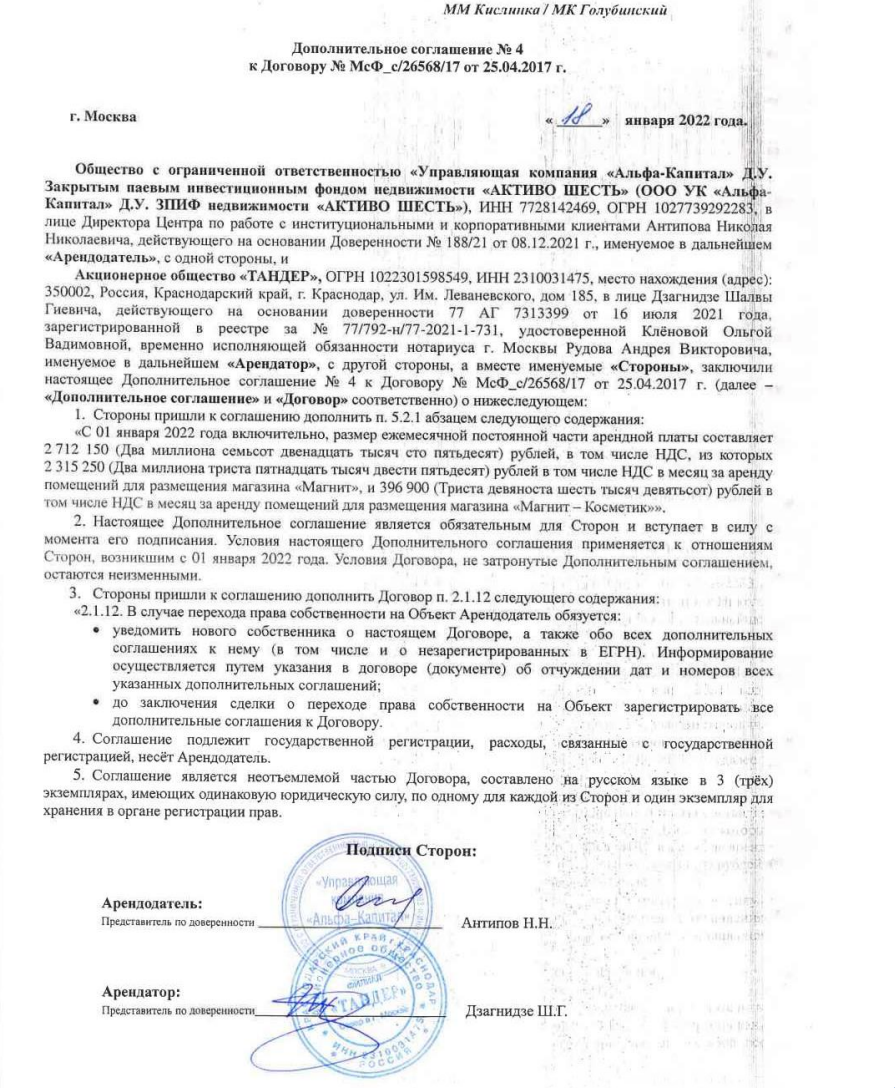 ММ Кислинка / МК Голубинский
Дополнительное соглашение № 4
к Договору № МсФ_с/26568/17 от 25.04.2017 г.
г. Москва
« 18 » января 2022 года.
Общество с ограниченной ответственностью «Управляющая компания «Альфа-Капитал» Д.У.
Закрытым паевым инвестиционным фондом недвижимости «АКТИВО ШЕСТЬ» (ООО УК «Альфа-
Капитал» Д.У. ЗПИФ недвижимости «АКТИВО ШЕСТЬ»), ИНН 7728142469, ОГРН 1027739292283, в
лице Директора Центра по работе с институциональными и корпоративными клиентами Антипова Николая
Николаевича, действующего на основании Доверенности № 188/21 от 08.12.2021 г., именуемое в дальнейшем
«Арендодатель», с одной стороны, и
Акционерное общество «ТАНДЕР», ОГРН 1022301598549, ИНН 2310031475, место нахождения (адрес):
350002, Россия, Краснодарский край, г. Краснодар, ул. Им. Леваневского, дом 185, в лице Дзагнидзе Шалвы
Гиевича, действующего на основании доверенности 77 АГ 7313399 от 16 июля 2021 года,
зарегистрированной в реестре за № 77/792-н/77-2021-1-731, удостоверенной Клёновой Ольгой
Вадимовной, временно исполняющей обязанности нотариуса г. Москвы Рудова Андрея Викторовича,
именуемое в дальнейшем «Арендатор», с другой стороны, а вместе именуемые «Стороны», заключили
настоящее Дополнительное соглашение № 4 к Договору № МсФ_с/26568/17 от 25.04.2017 г. (далее –
«Дополнительное соглашение» и «Договор» соответственно) о нижеследующем:
1. Стороны пришли к соглашению дополнить п. 5.2.1 абзацем следующего содержания:
«С 01 января 2022 года включительно, размер ежемесячной постоянной части арендной платы составляет
2 712 150 (Два миллиона семьсот двенадцать тысяч сто пятьдесят) рублей, в том числе НДС, из которых
2 315 250 (Два миллиона триста пятнадцать тысяч двести пятьдесят) рублей в том числе НДС в месяц за аренду
помещений для размещения магазина «Магнит», и 396 900 (Триста девяноста шесть тысяч девятьсот) рублей в
том числе НДС в месяц за аренду помещений для размещения магазина «Магнит – Косметик»».
2. Настоящее Дополнительное соглашение является обязательным для Сторон и вступает в силу с
момента его подписания. Условия настоящего Дополнительного соглашения применяется к отношениям
Сторон, возникшим с 01 января 2022 года. Условия Договора, не затронутые Дополнительным соглашением,
остаются неизменными.
3. Стороны пришли к соглашению дополнить Договор п. 2.1.12 следующего содержания:
«2.1.12. В случае перехода права собственности на Объект Арендодатель обязуется:
• уведомить нового собственника о настоящем Договоре, а также обо всех дополнительных
соглашениях к нему (в том числе и о незарегистрированных в ЕГРН). Информирование
осуществляется путем указания в договоре (документе) об отчуждении дат и номеров всех
указанных дополнительных соглашений;
• до заключения сделки о переходе права собственности на Объект зарегистрировать все
дополнительные соглашения к Договору.
4. Соглашение подлежит государственной регистрации, расходы, связанные с государственной
регистрацией, несёт Арендодатель.
5. Соглашение является неотъемлемой частью Договора, составлено на русском языке в 3 (трёх)
экземплярах, имеющих одинаковую юридическую силу, по одному для каждой из Сторон и один экземпляр для
хранения в органе регистрации прав.
Подписи Сторон:
«Управляющая
компания
«Альфа–Капитал»
Арендодатель:
Представитель по доверенности
Антипов Н.Н.
МОСКВА
филиал
«ТАНДЕР»
ИНН 2310031475
РОССИЯ
Арендатор:
Представитель по доверенности
Дзагнидзе Ш.Г.